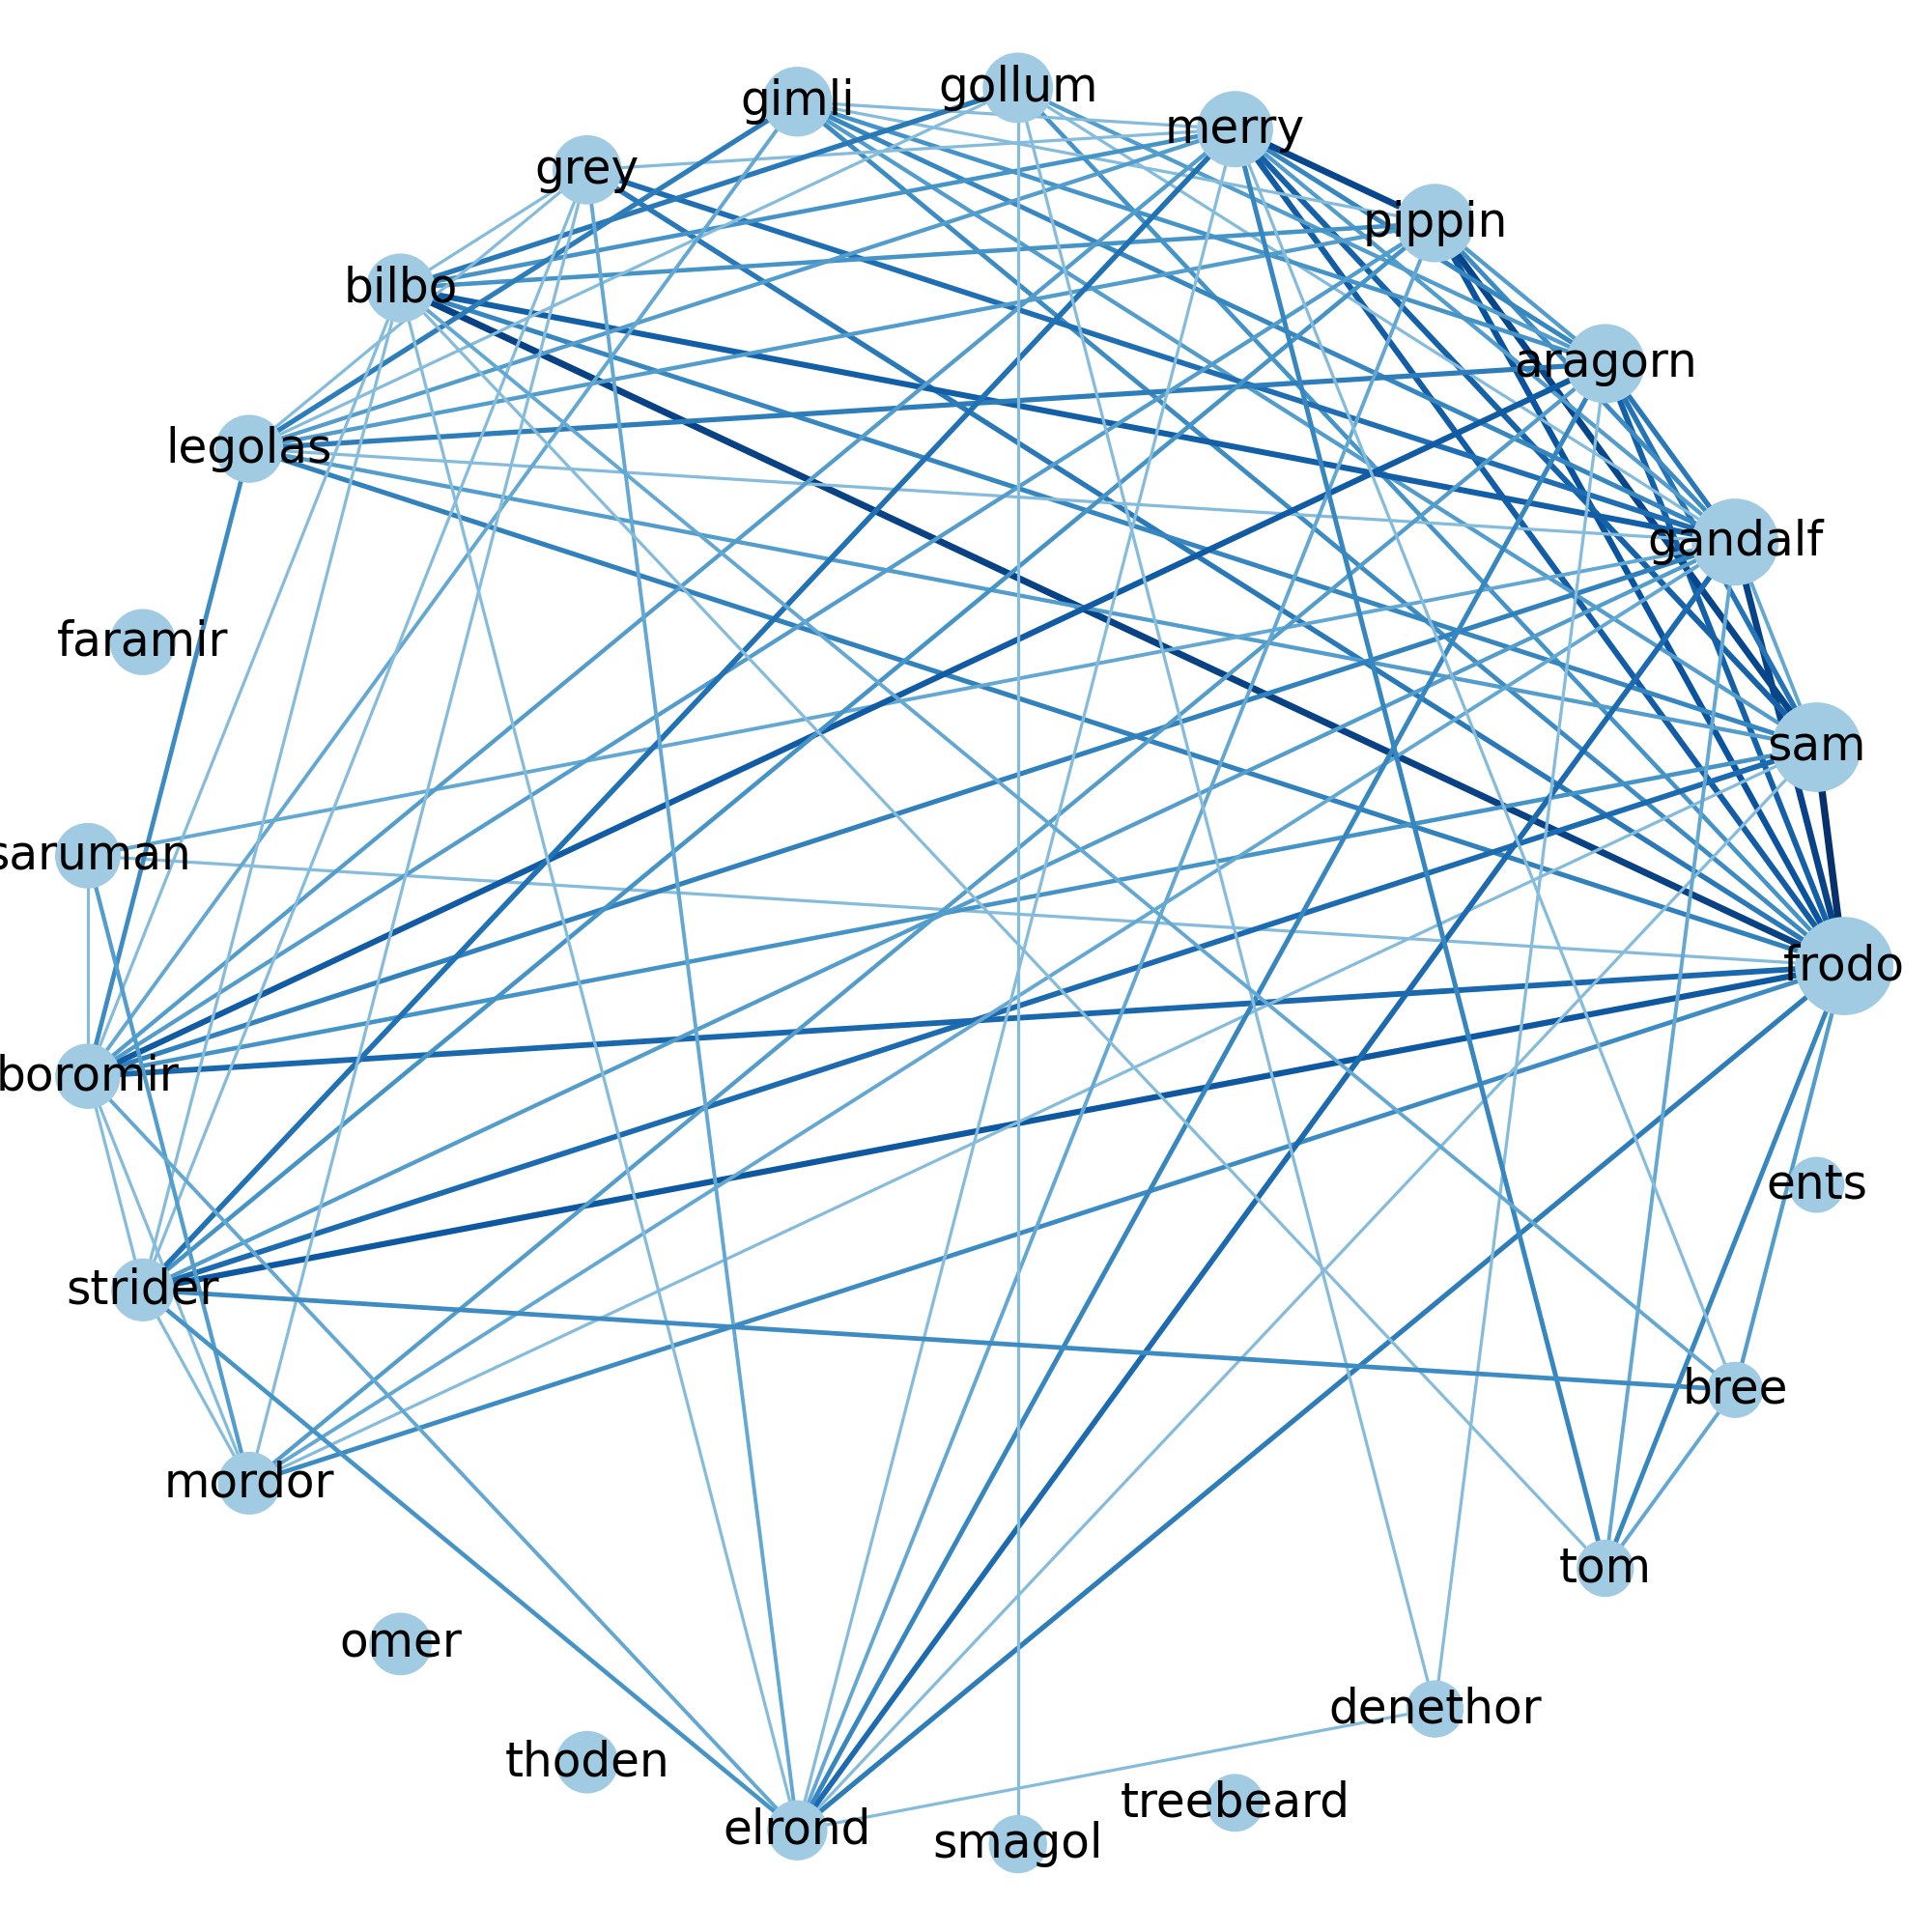 gollum
gimli
merry
grey
pippin
bilbo
aragorn
legolas
gandalf
faramir
sam
saruman
frodo
boromir
ents
strider
bree
mordor
tom
omer
denethor
thoden
treebeard
elrond
smagol